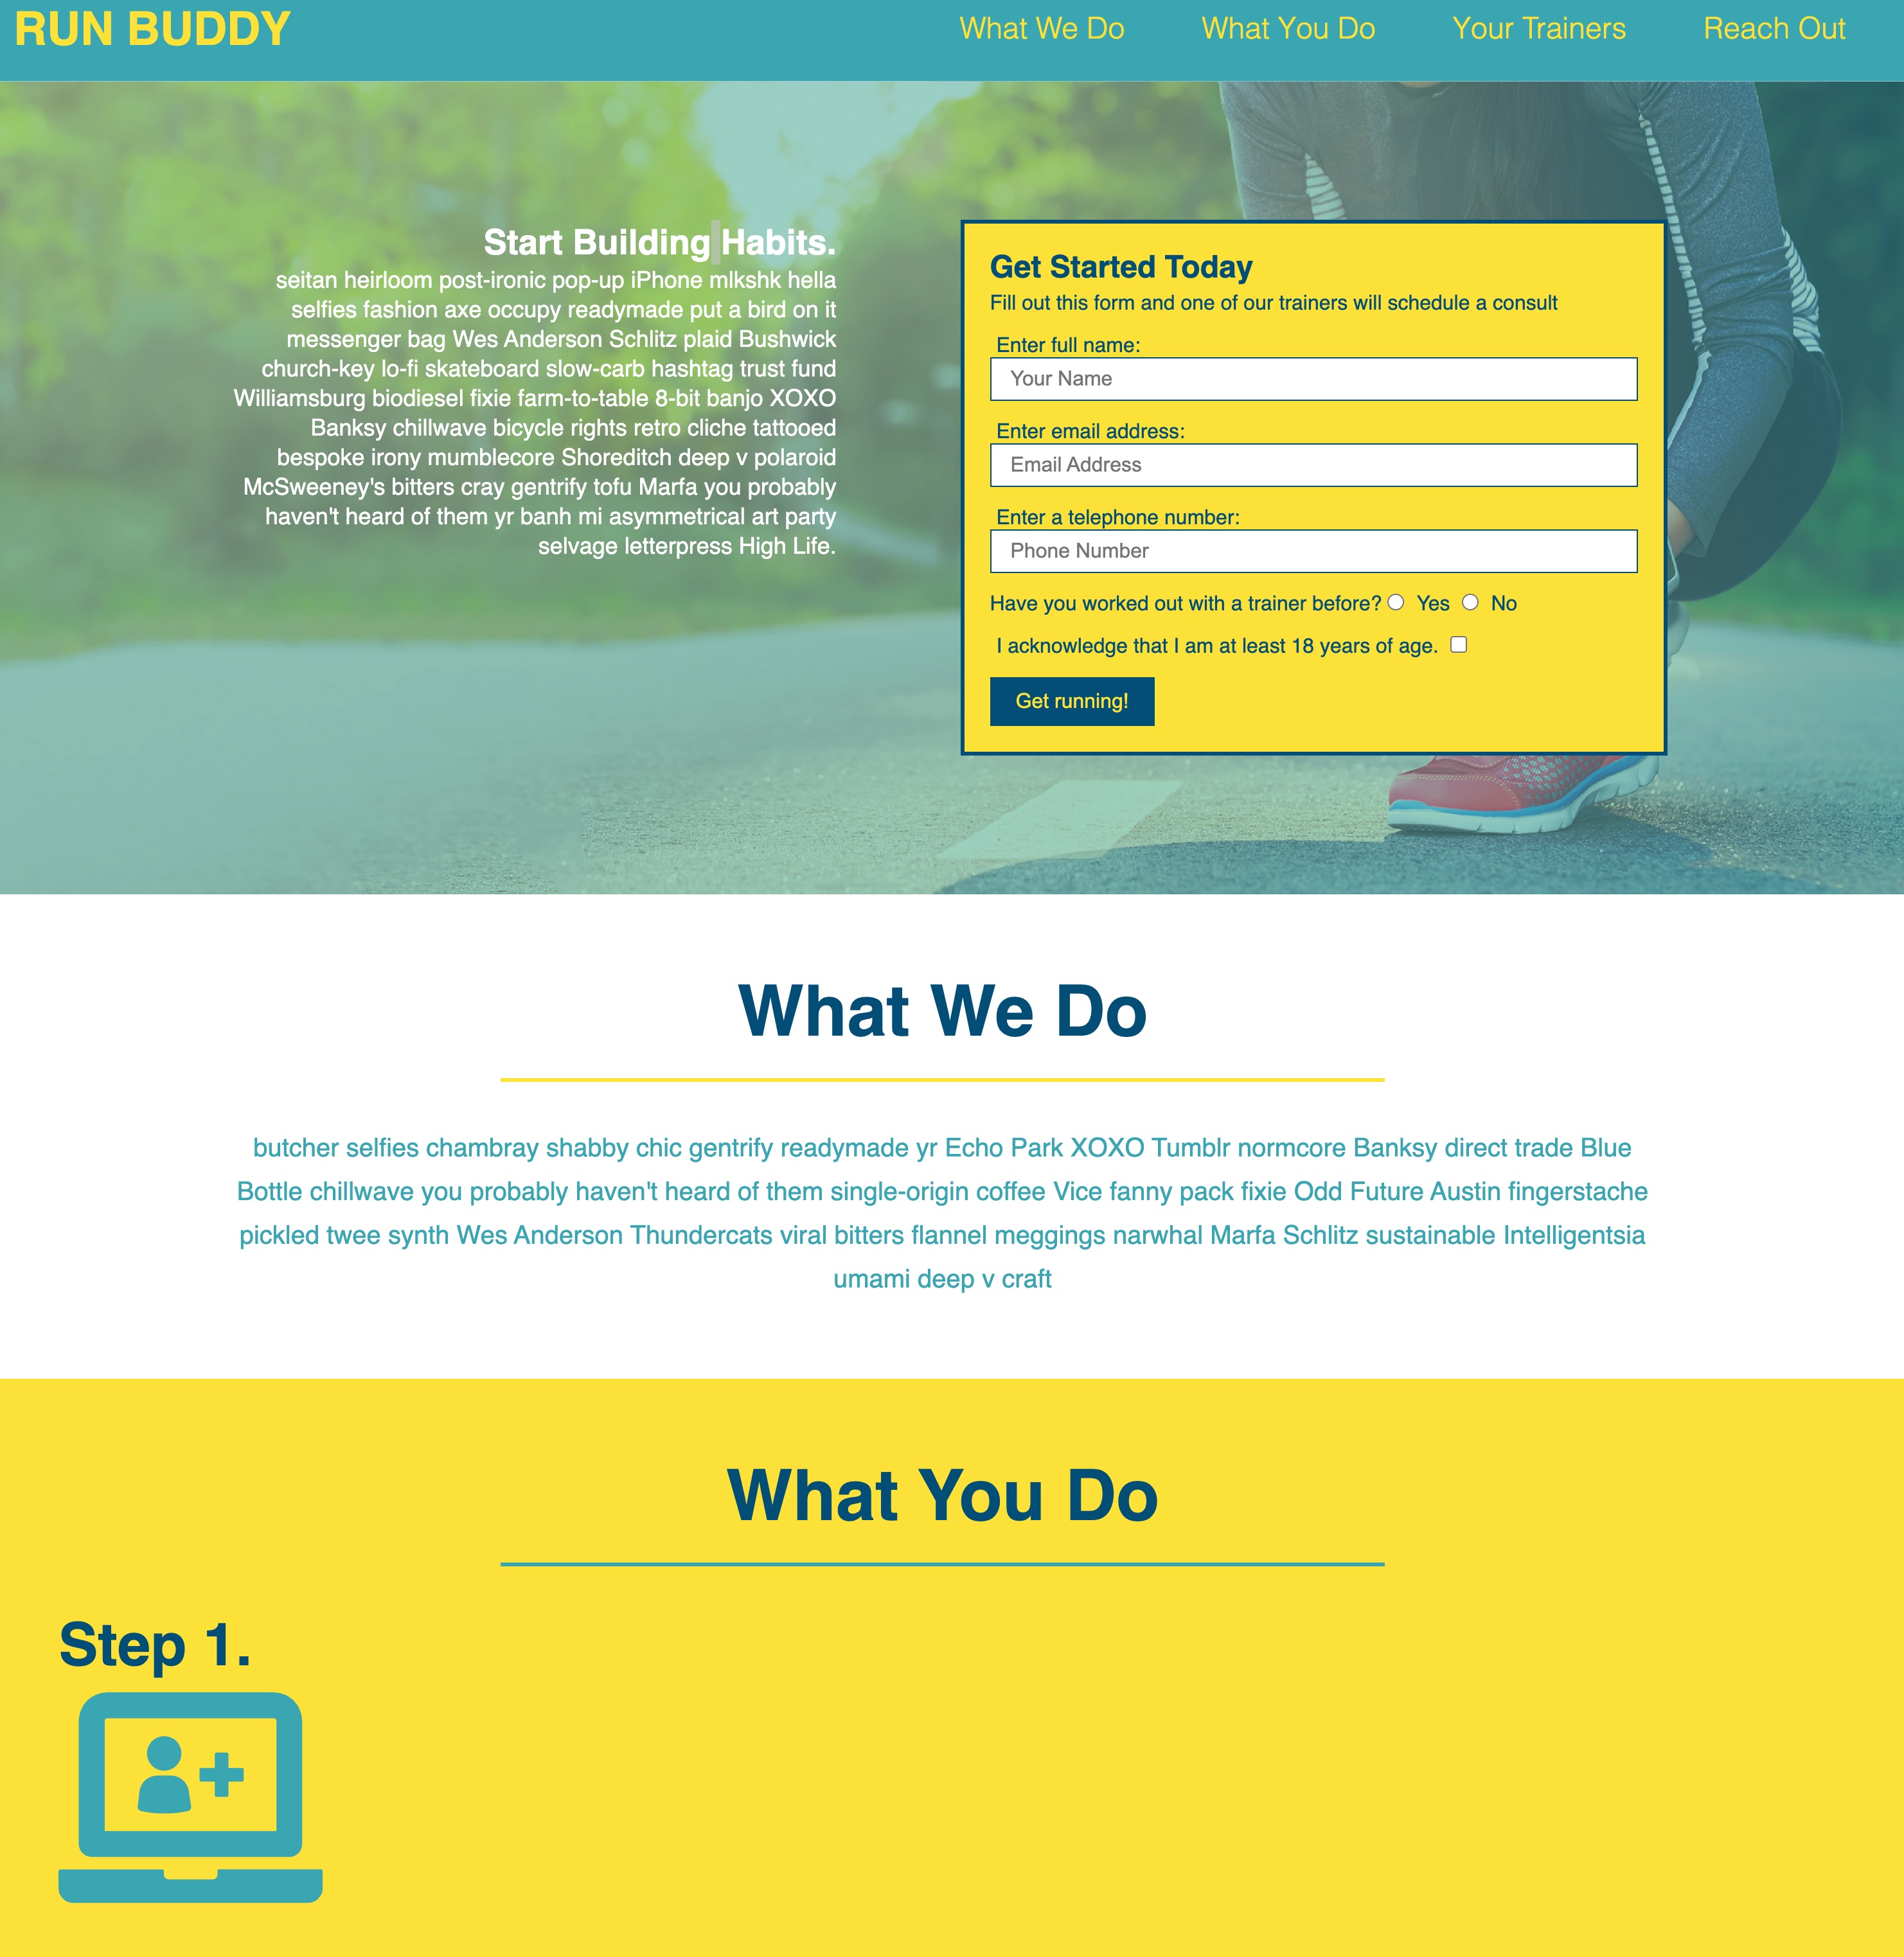 RUN BUDDY
What We Do
What You Do
Your Trainers
Reach Out
Start Building Habits.
seitan heirloom post-ironic pop-up iPhone mlkshk hella
selfies fashion axe occupy readymade put a bird on it
messenger bag Wes Anderson Schlitz plaid Bushwick
church-key lo-fi skateboard slow-carb hashtag trust fund
Williamsburg biodiesel fixie farm-to-table 8-bit banjo XOXO
Banksy chillwave bicycle rights retro cliche tattooed
bespoke irony mumblecore Shoreditch deep v polaroid
McSweeney's bitters cray gentrify tofu Marfa you probably
haven't heard of them yr banh mi asymmetrical art party
selvage letterpress High Life.
Get Started Today
Fill out this form and one of our trainers will schedule a consult
Enter full name:
Your Name
Enter email address:
Email Address
Enter a telephone number:
Phone Number
Have you worked out with a trainer before? Yes No
I acknowledge that I am at least 18 years of age.
Get running!
What We Do
butcher selfies chambray shabby chic gentrify readymade yr Echo Park XOXO Tumblr normcore Banksy direct trade Blue
Bottle chillwave you probably haven't heard of them single-origin coffee Vice fanny pack fixie Odd Future Austin fingerstache
pickled twee synth Wes Anderson Thundercats viral bitters flannel meggings narwhal Marfa Schlitz sustainable Intelligentsia
umami deep v craft
What You Do
Step 1.